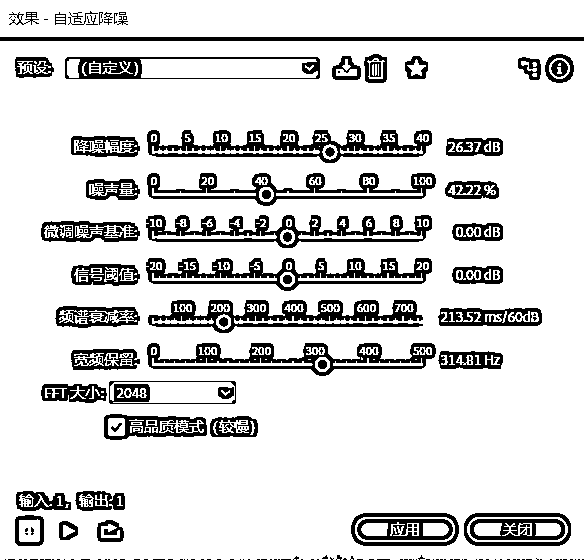 效果 - 自适应降噪
预设: (自定义)
0 5 10 15 20 25 30 35 40
降噪幅度: 26.37 dB
0 20 40 60 80 100
噪声量: 42.22 %
-10 -8 -6 -4 -2 0 2 4 6 8 10
微调噪声基准: 0.00 dB
-20 -15 -10 -5 0 5 10 15 20
信号阈值: 0.00 dB
100 200 300 400 500 600 700
频谱衰减率: 213.52 ms/60dB
0 100 200 300 400 500
宽频保留: 314.81 Hz
FFT 大小: 2048
高品质模式 (较慢)
输入: 1, 输出: 1
应用 关闭